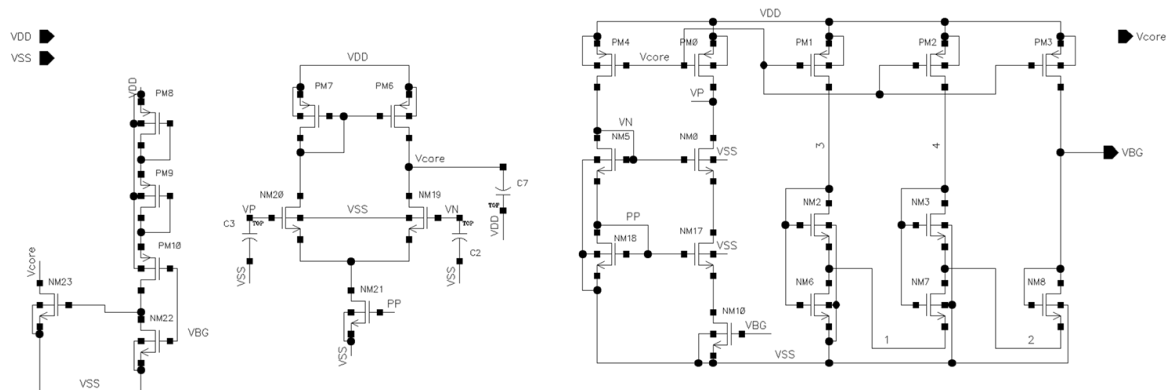 VDD
VSS
VDD
PM8
PM9
PM10
Vcore
NM23
NM22
VBG
VSS
VDD
PM7
PM6
Vcore
C7
TOP
VDD
NM20
NM19
VP
VSS
VN
C3
TOP
TOP
C2
VSS
VSS
NM21
PP
VSS
VDD
PM4
Vcore
PM0
PM1
PM2
PM3
Vcore
VP
VN
NM5
NM0
VSS
3
4
VBG
PP
NM18
NM17
VSS
NM2
NM3
NM6
NM7
NM8
NM10
VBG
1
2
VSS